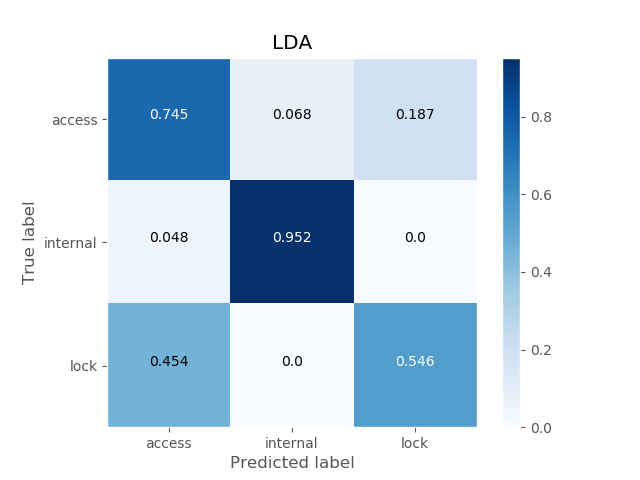 LDA
access 0.745 0.068 0.187
internal 0.048 0.952 0.0
lock 0.454 0.0 0.546
access internal lock
Predicted label
True label
0.8
0.6
0.4
0.2
0.0